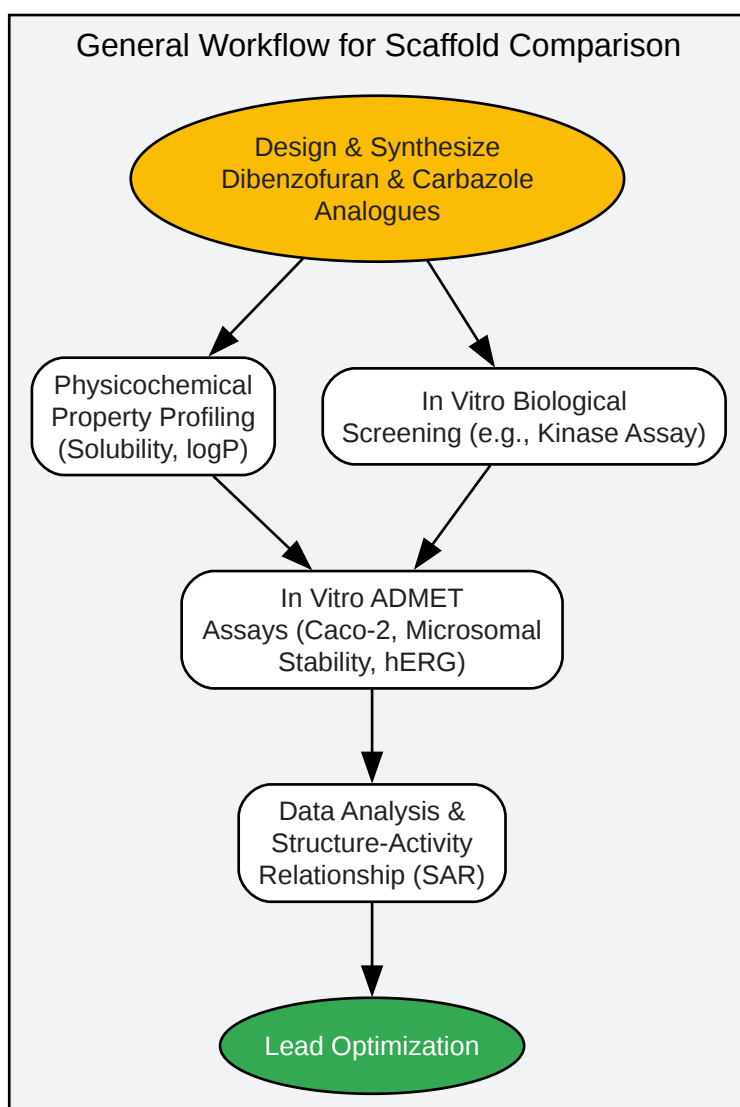 General Workflow for Scaffold Comparison
Design & Synthesize
Dibenzofuran & Carbazole
Analogues
Physicochemical
Property Profiling
(Solubility, logP)
In Vitro Biological
Screening (e.g., Kinase Assay)
In Vitro ADMET
Assays (Caco-2, Microsomal
Stability, hERG)
Data Analysis &
Structure-Activity
Relationship (SAR)
Lead Optimization